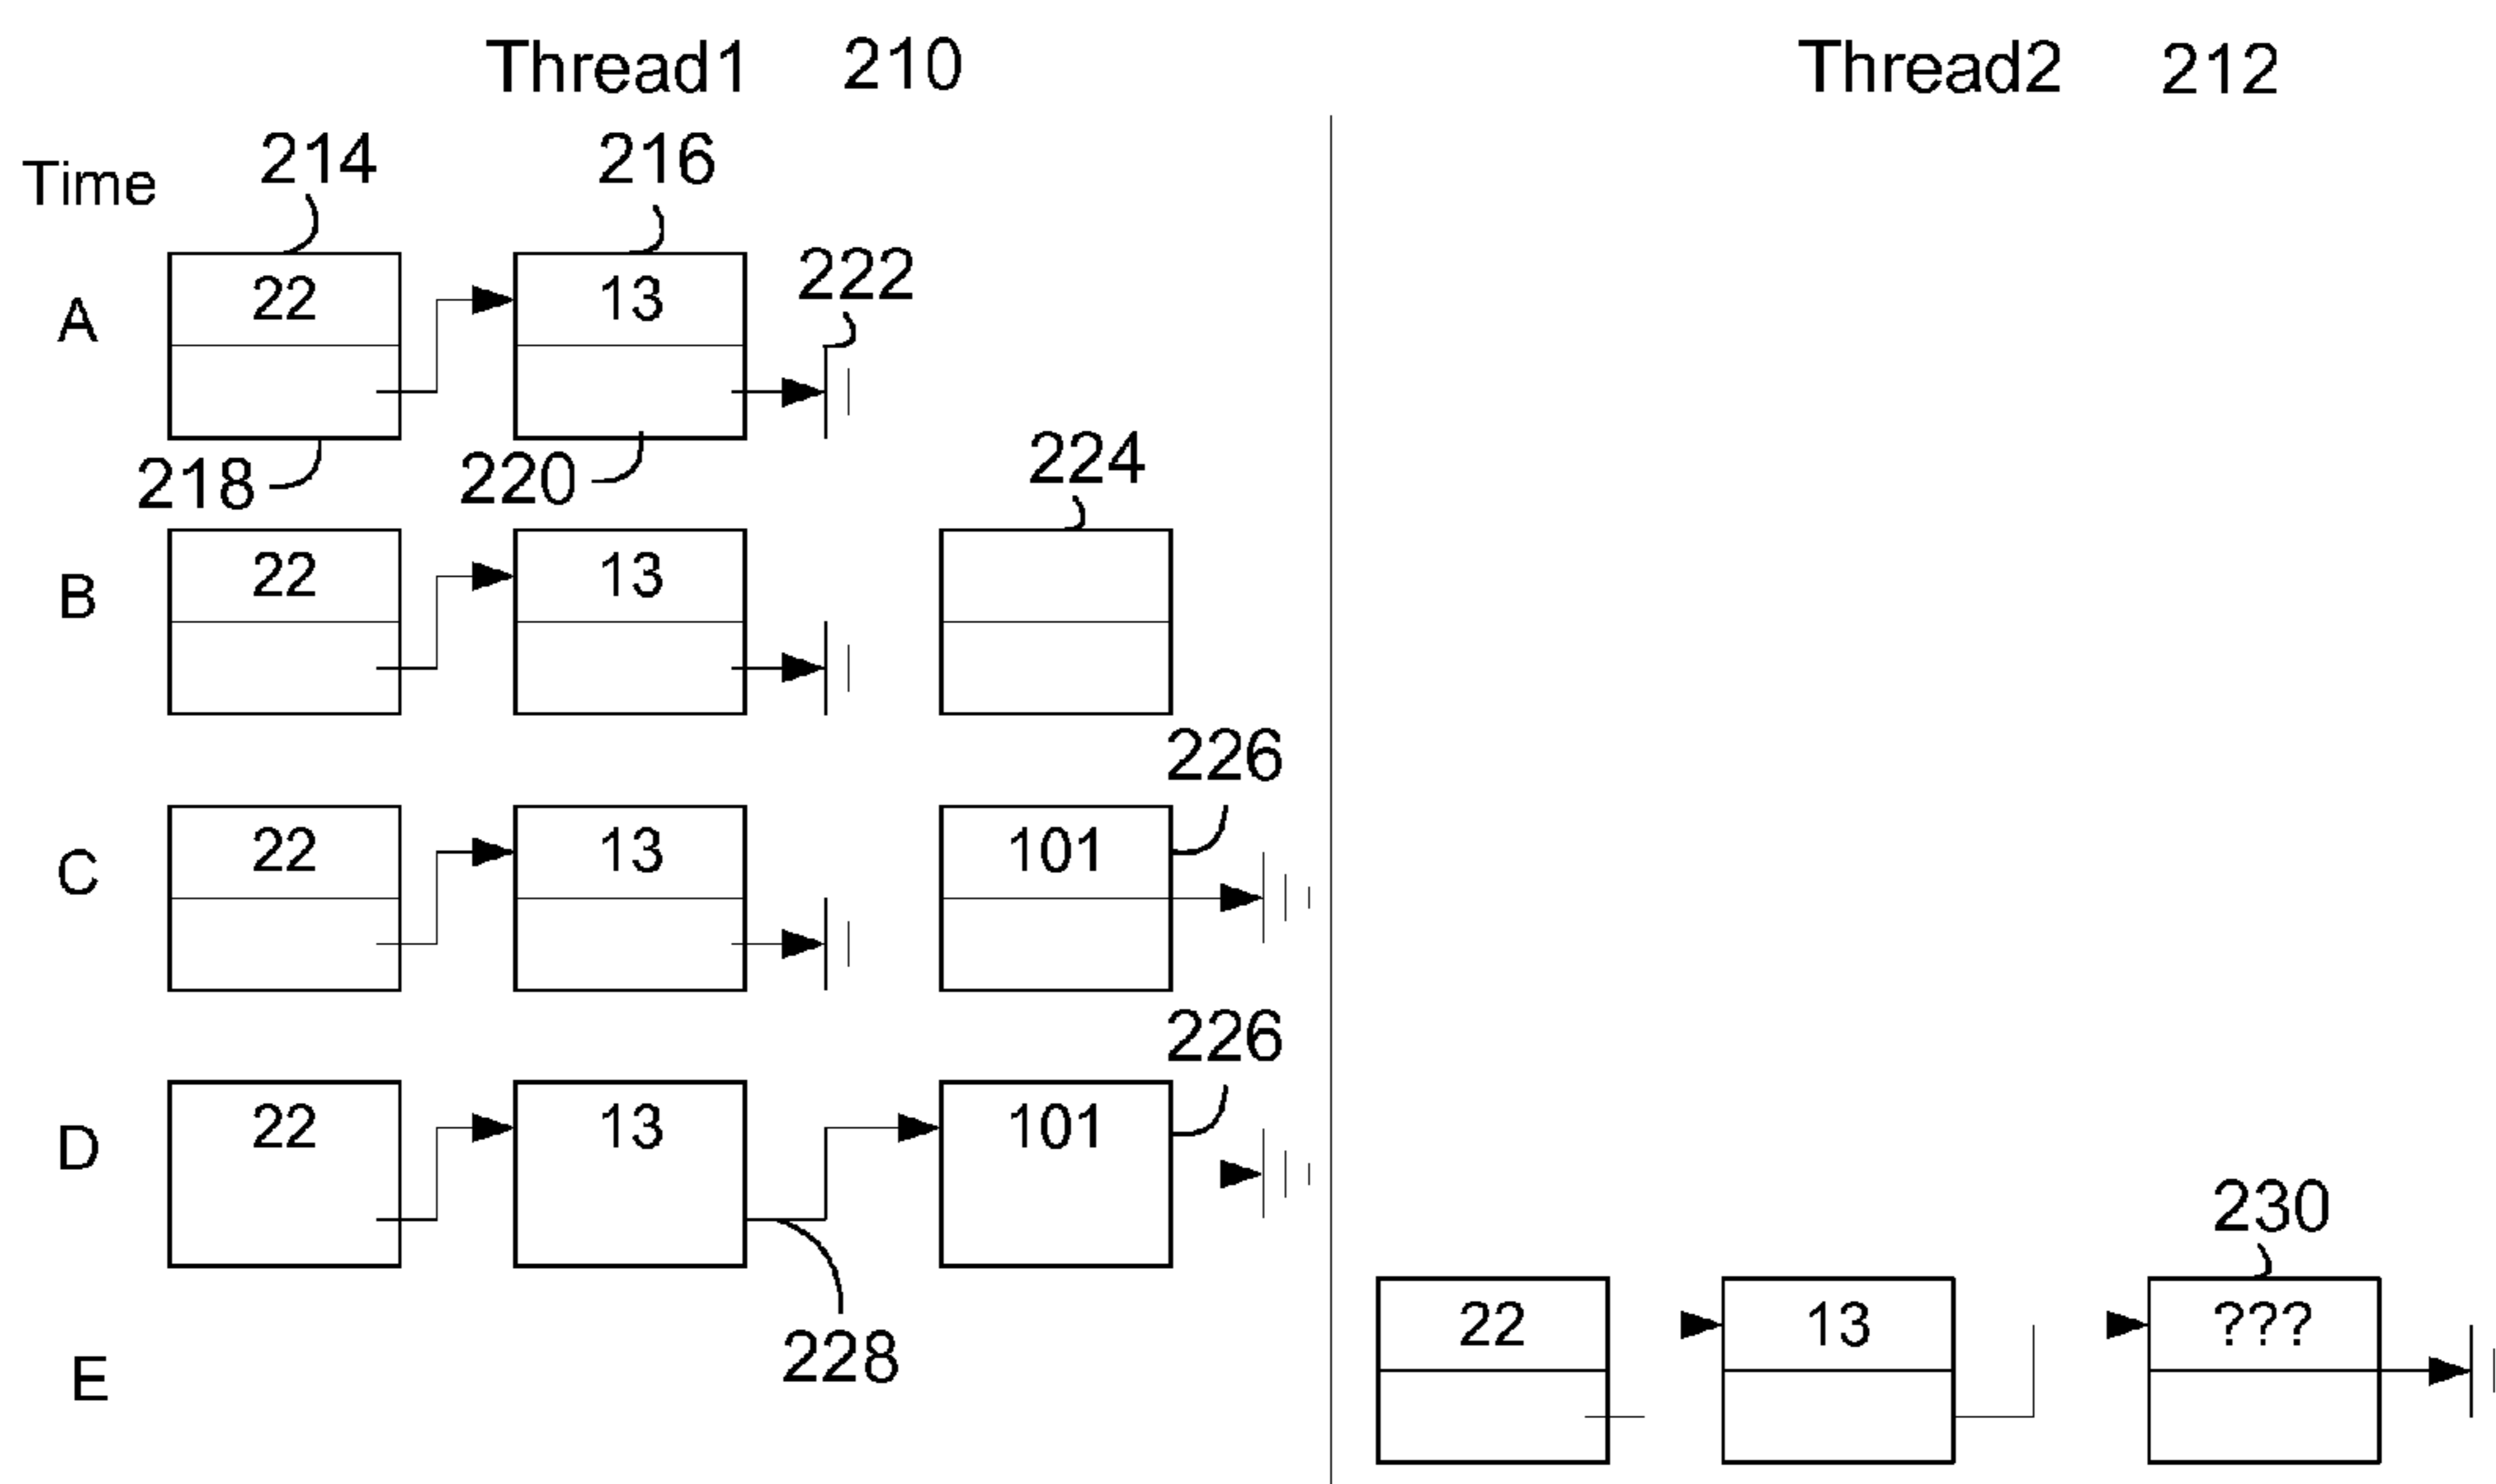 Thread1 210 Thread2 212
Time 214 216
222
A 22 13
218 220 224
B 22 13
226
C 22 13 101
226
D 22 13 101
230
228
E 22 13 ???